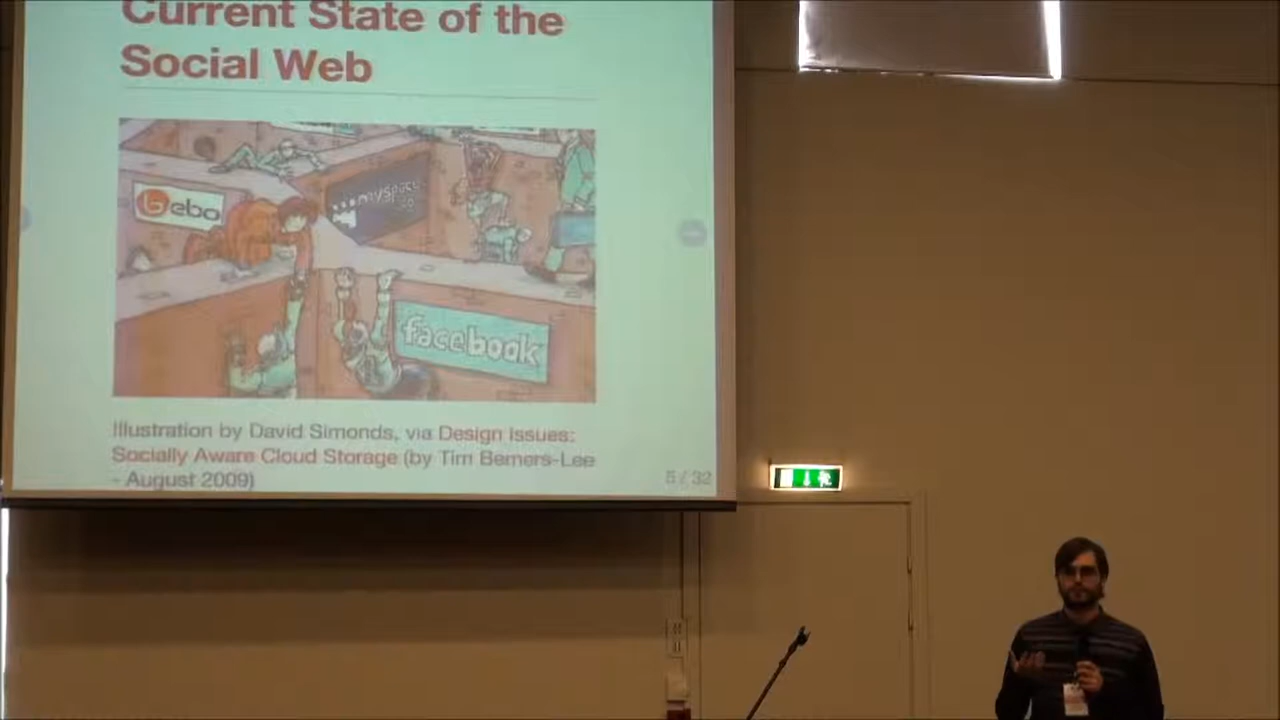 Current State of the
Social Web
bebo
myspace
facebook
Illustration by David Simonds, via Design Issues:
Socially Aware Cloud Storage (by Tim Berners-Lee
- August 2009)
5 / 32